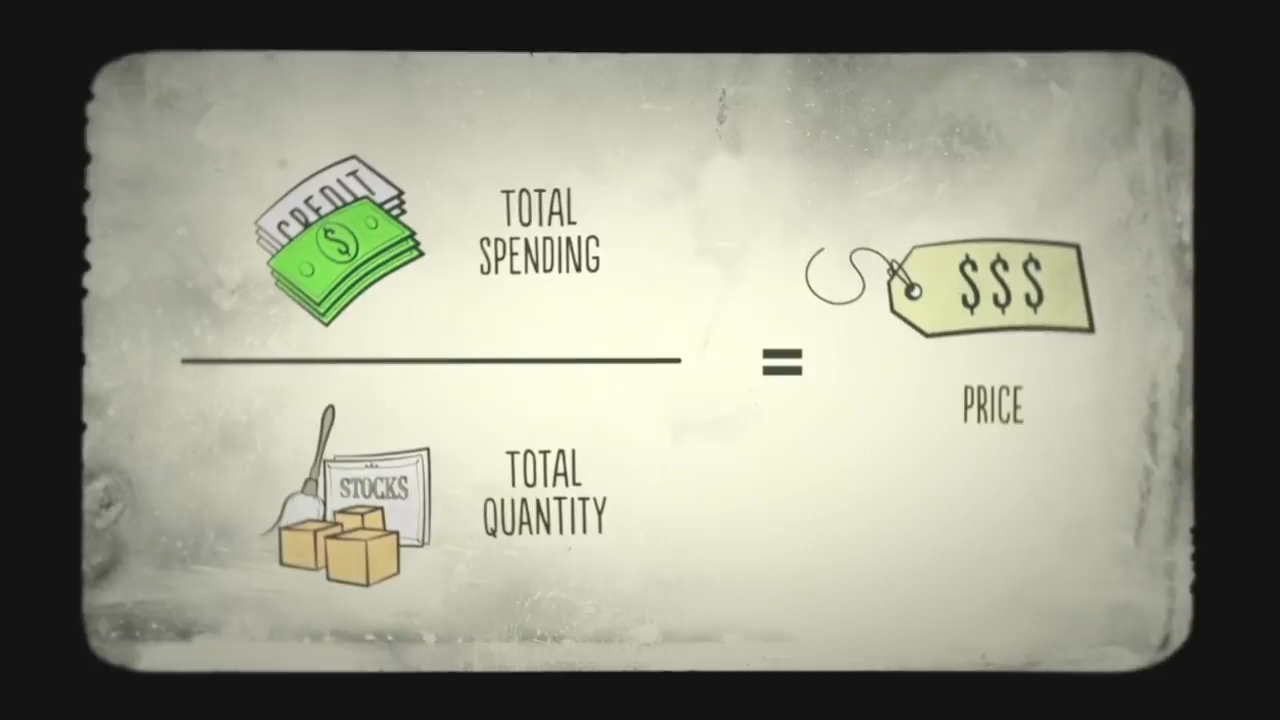 CREDIT
$
TOTAL
SPENDING
=
$$$
PRICE
STOCKS
TOTAL
QUANTITY